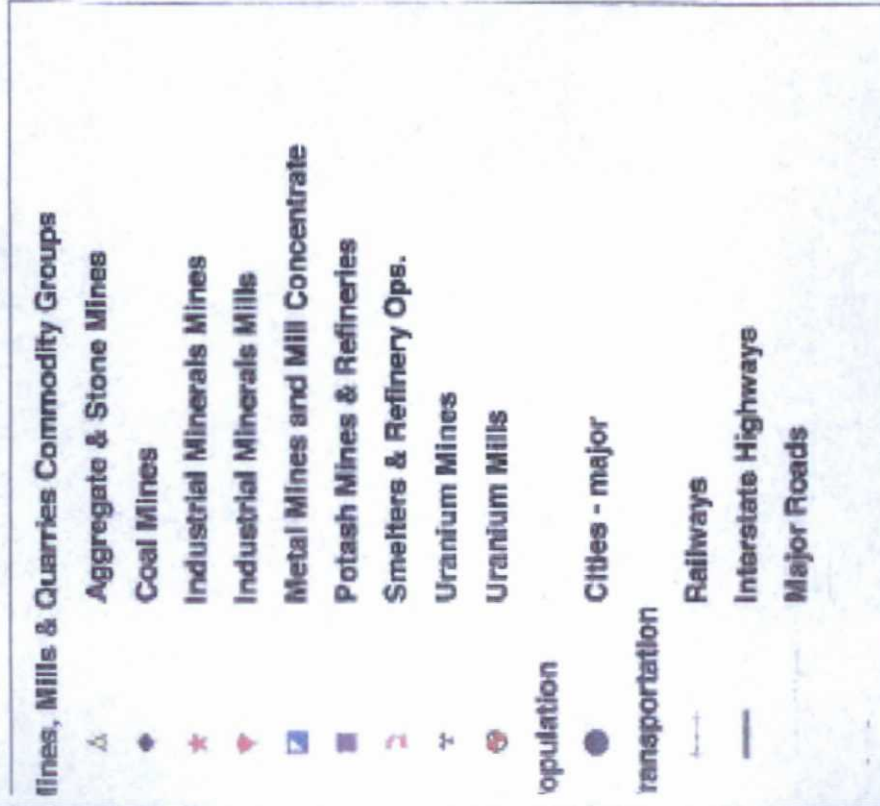 lines, Mills & Quarries Commodity Groups
Aggregate & Stone Mines
Coal Mines
Industrial Minerals Mines
Industrial Minerals Mills
Metal Mines and Mill Concentrate
Potash Mines & Refineries
Smelters & Refinery Ops.
Uranium Mines
Uranium Mills
opulation
Cities - major
ransportation
Railways
Interstate Highways
Major Roads